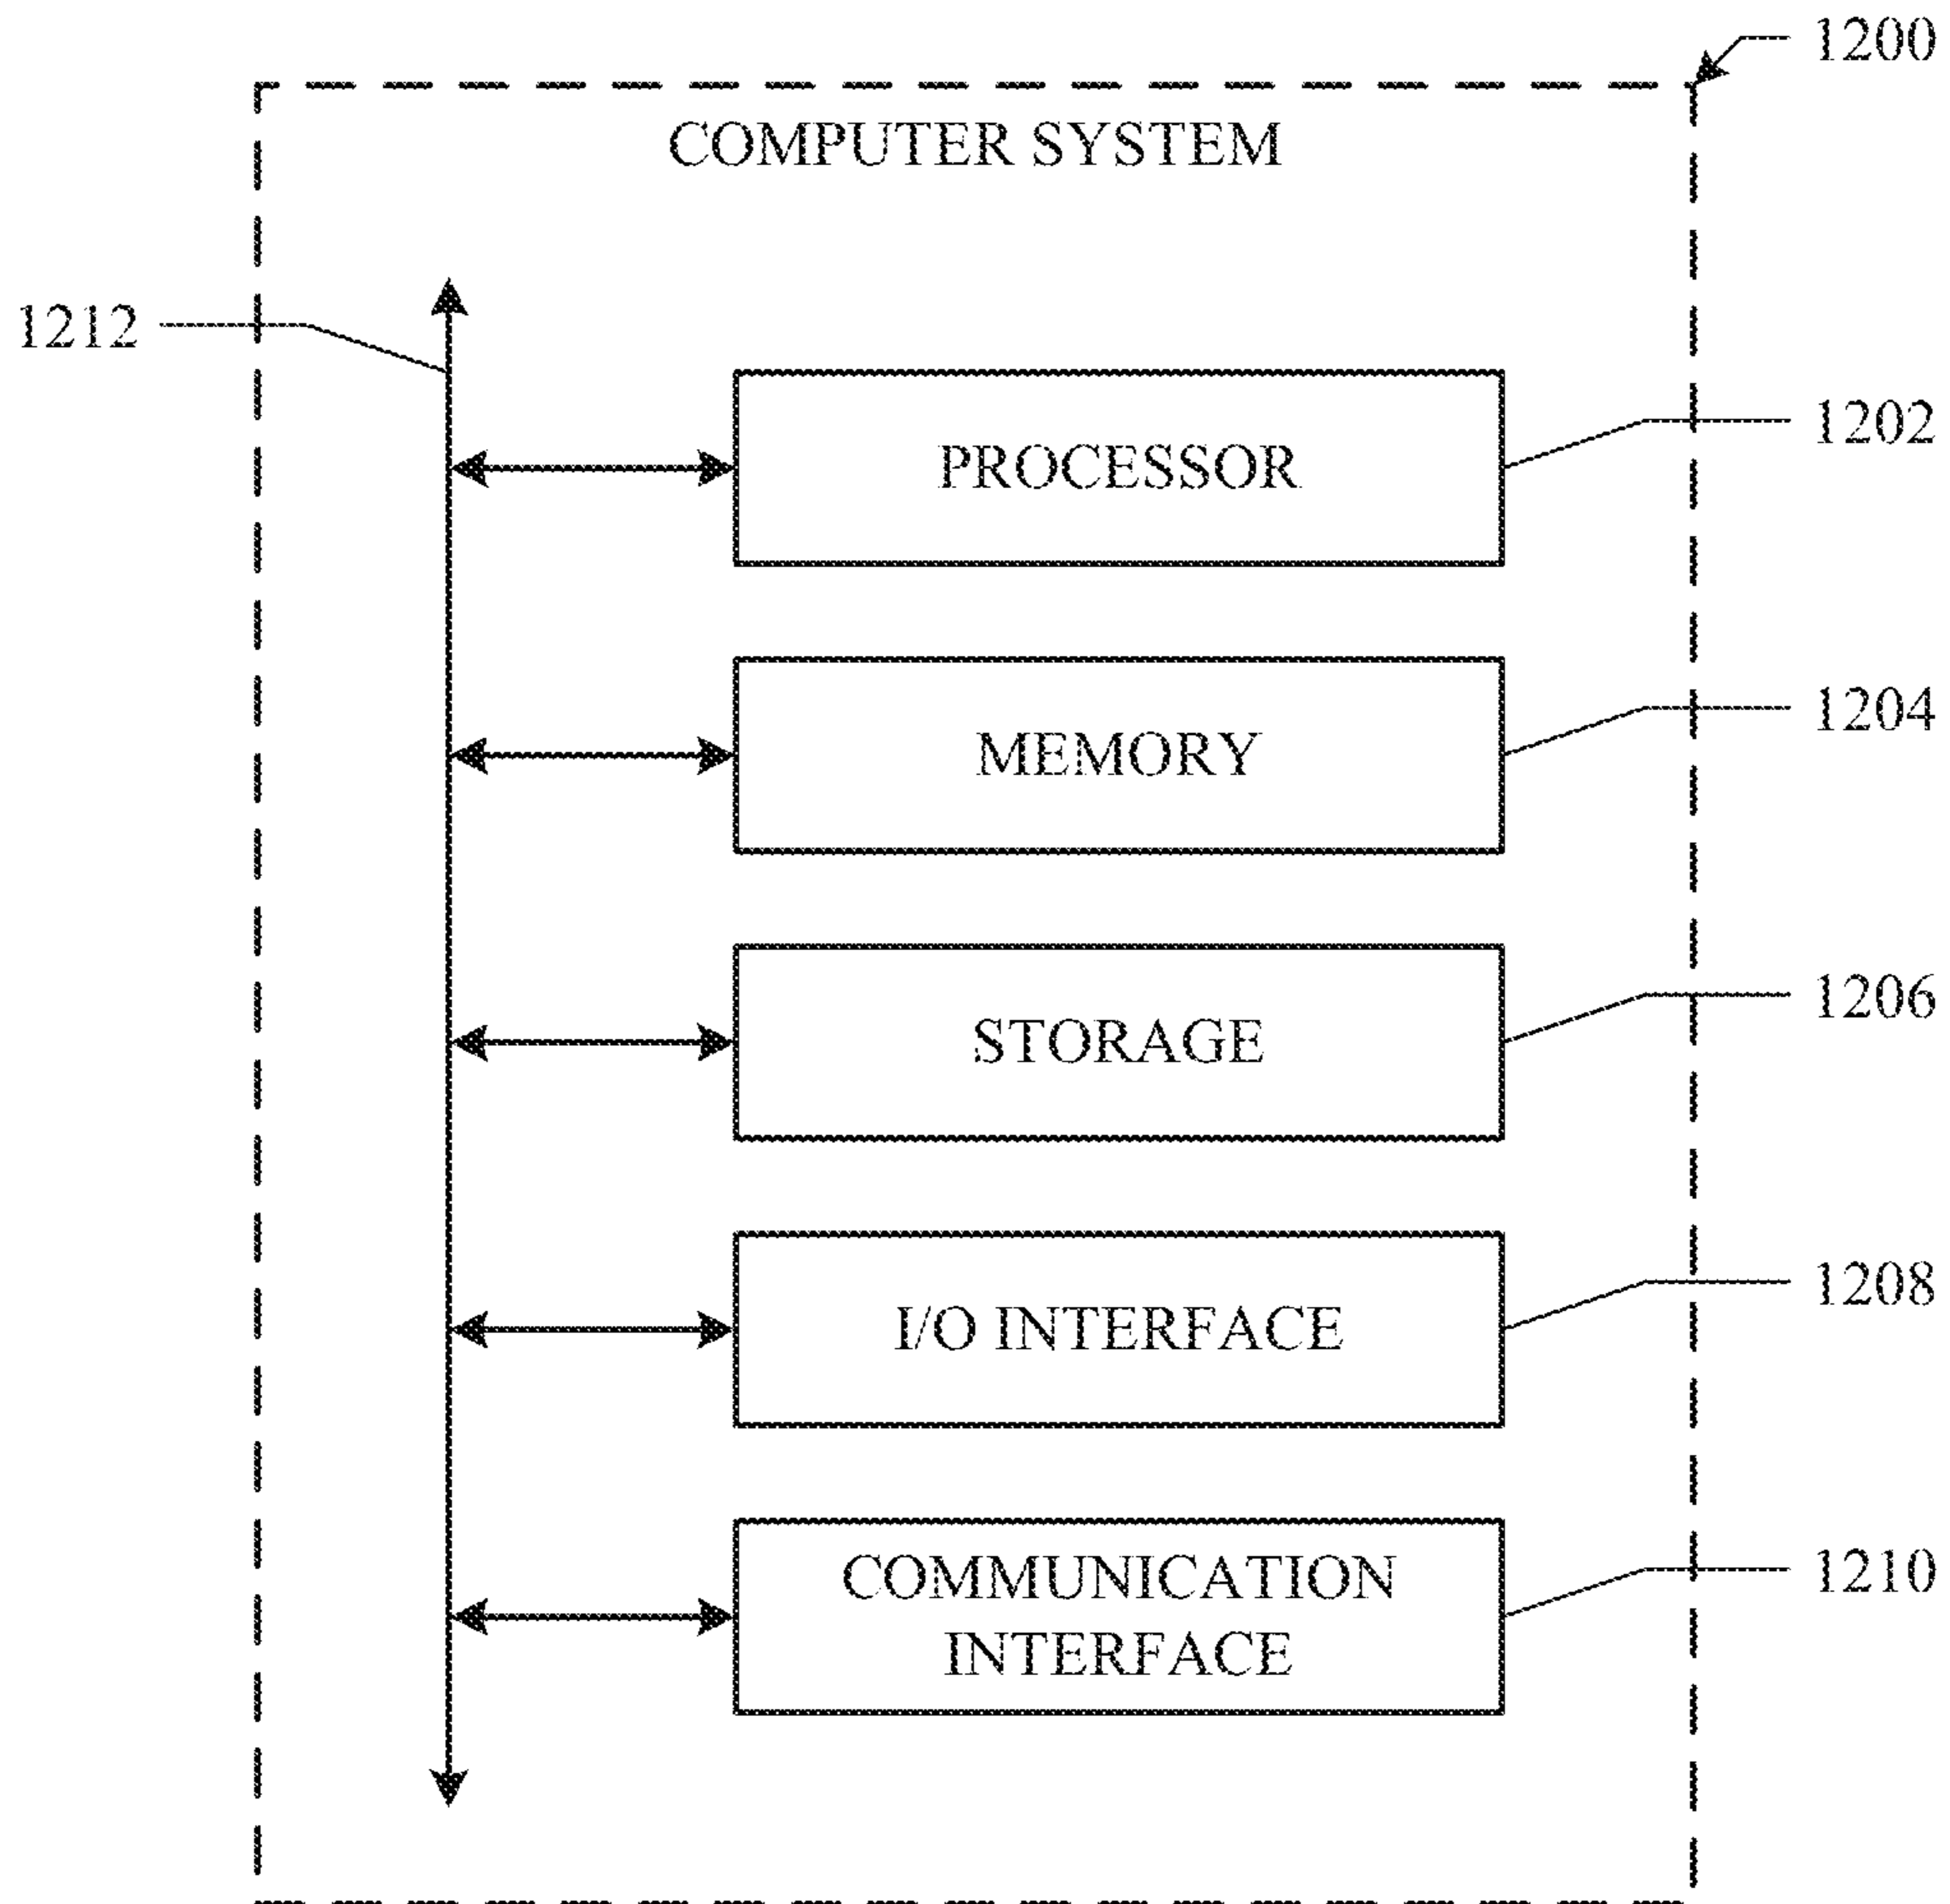 1200
COMPUTER SYSTEM
1212
PROCESSOR
1202
MEMORY
1204
STORAGE
1206
I/O INTERFACE
1208
COMMUNICATION
INTERFACE
1210